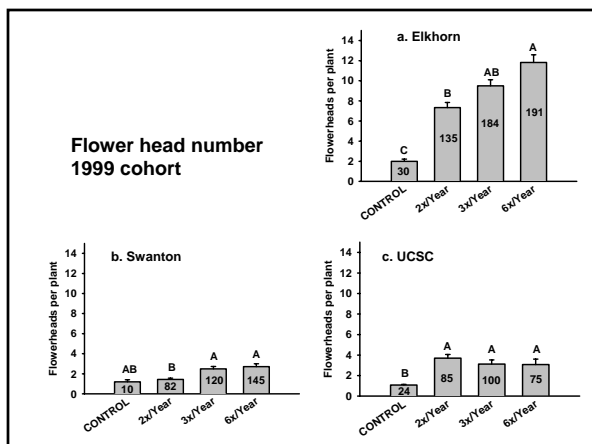 Flower head number
1999 cohort
a. Elkhorn
Flowerheads per plant
14
12
10
8
6
4
2
0
C
B
AB
A
30
135
184
191
CONTROL
2x/Year
3x/Year
6x/Year
b. Swanton
Flowerheads per plant
14
12
10
8
6
4
2
0
AB
B
A
A
10
82
120
145
CONTROL
2x/Year
3x/Year
6x/Year
c. UCSC
Flowerheads per plant
14
12
10
8
6
4
2
0
B
A
A
A
24
85
100
75
CONTROL
2x/Year
3x/Year
6x/Year